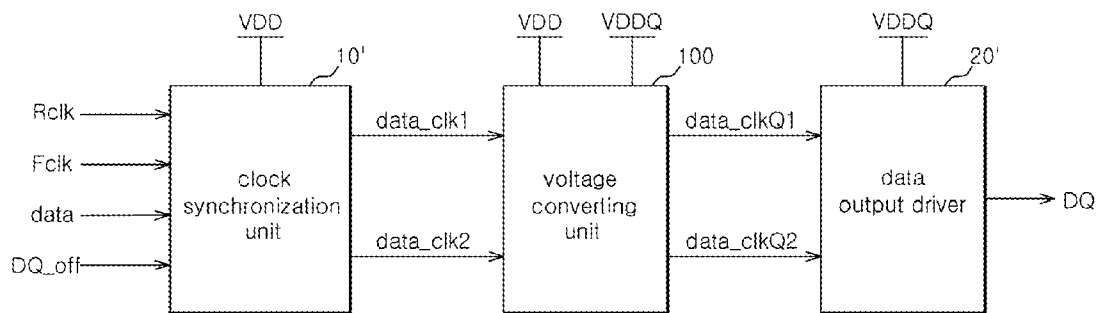 VDD
VDD
VDDQ
VDDQ
10'
100
20'
Rclk
Fclk
data
DQ_off
clock
synchronization
unit
data_clk1
data_clk2
voltage
converting
unit
data_clkQ1
data_clkQ2
data
output driver
DQ